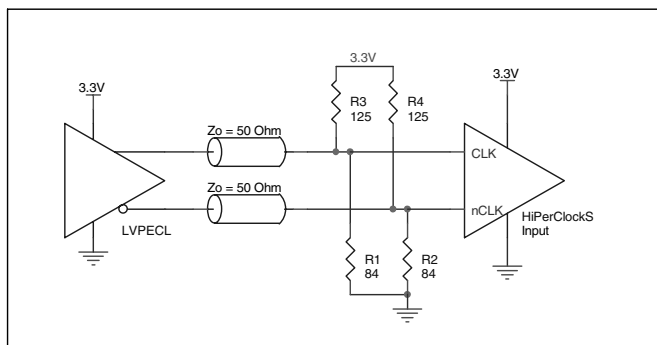 3.3V
3.3V
3.3V
R3
125
R4
125
Zo = 50 Ohm
CLK
Zo = 50 Ohm
nCLK
HiPerClockS
Input
LVPECL
R1
84
R2
84